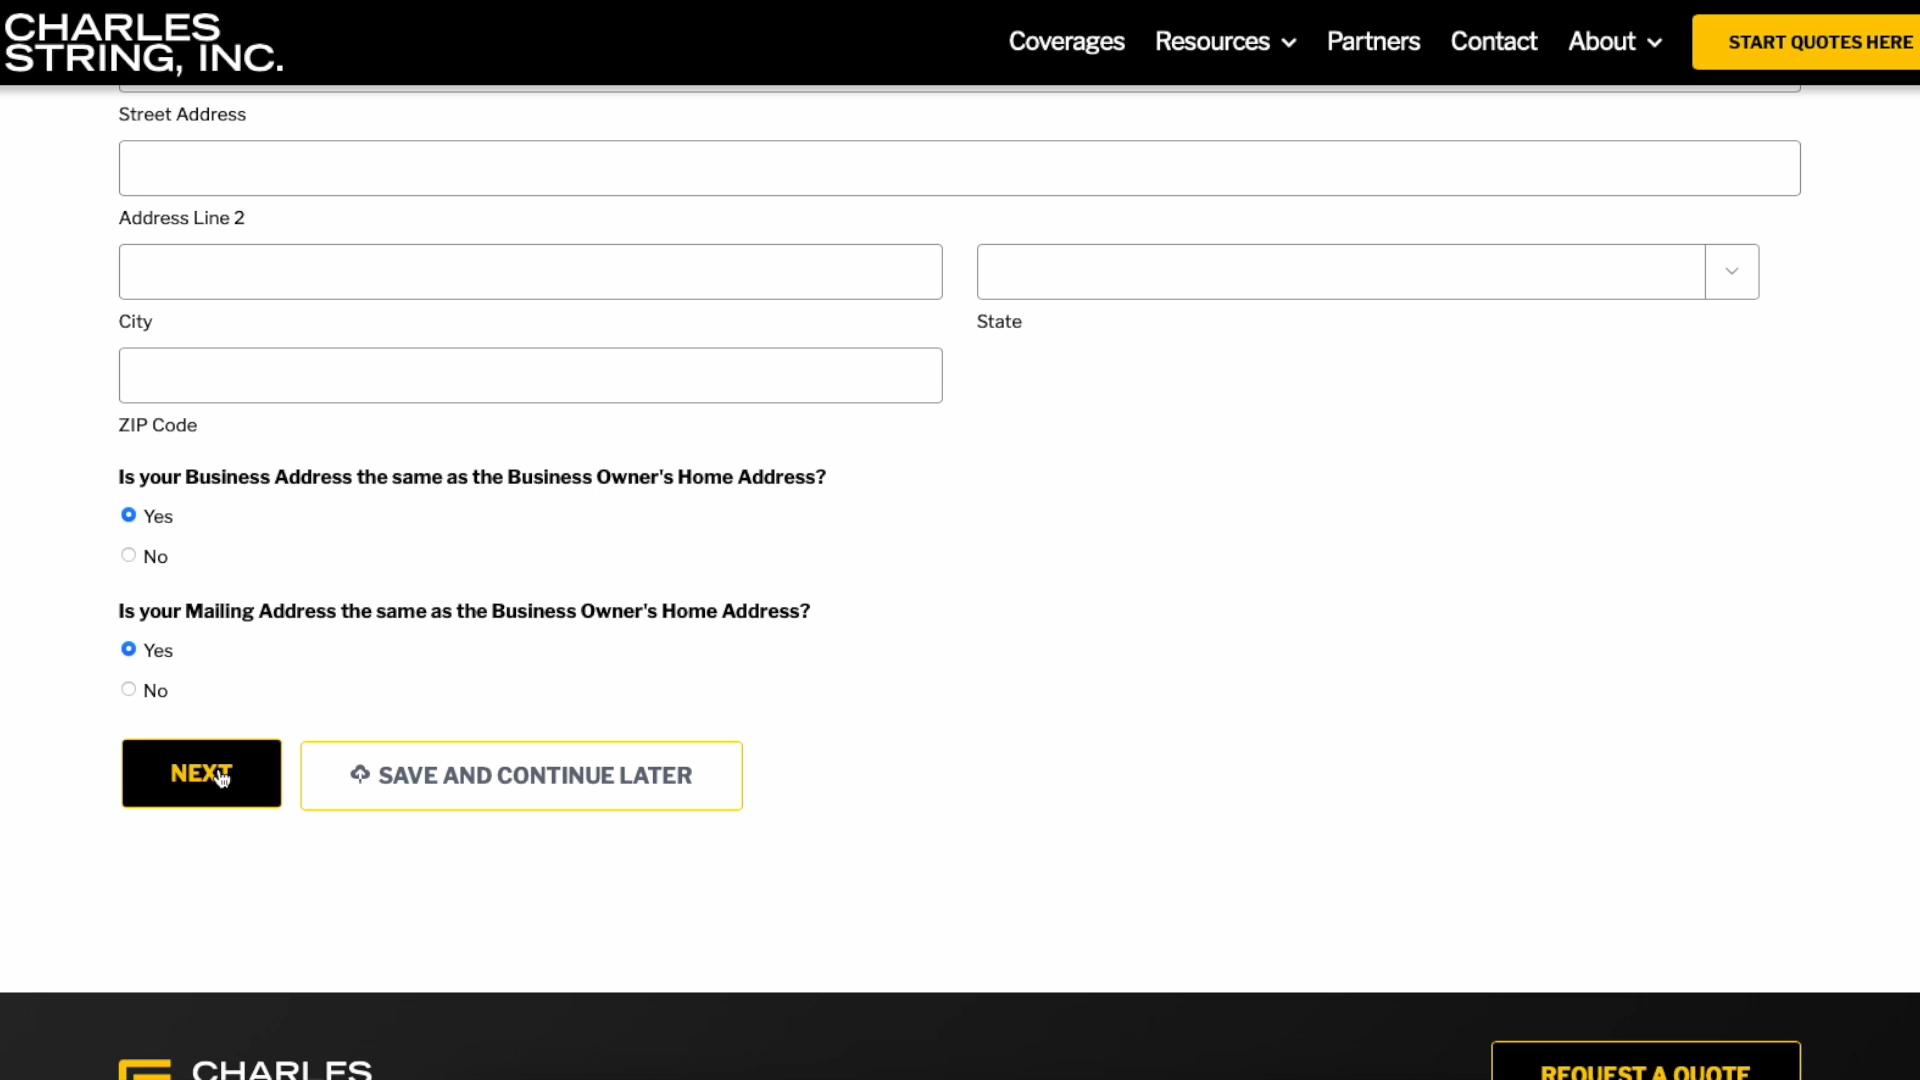 CHARLES
STRING, INC.
Coverages Resources Partners Contact About START QUOTES HERE
Street Address
Address Line 2
City State
ZIP Code
Is your Business Address the same as the Business Owner's Home Address?
Yes
No
Is your Mailing Address the same as the Business Owner's Home Address?
Yes
No
NEXT SAVE AND CONTINUE LATER
CHARLES
REQUEST A QUOTE